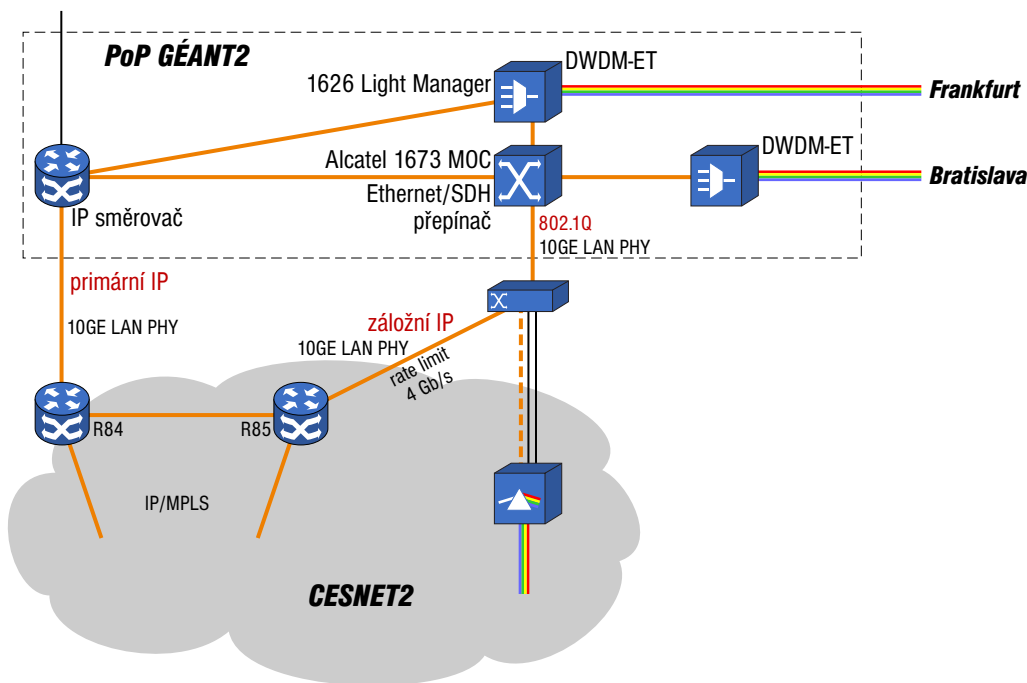 PoP GÉANT2
DWDM-ET
1626 Light Manager
Frankfurt
DWDM-ET
Alcatel 1673 MOC
Ethernet/SDH
přepínač
Bratislava
IP směrovač
802.1Q
10GE LAN PHY
primární IP
10GE LAN PHY
záložní IP
10GE LAN PHY
rate limit
4 Gb/s
R84
R85
IP/MPLS
CESNET2